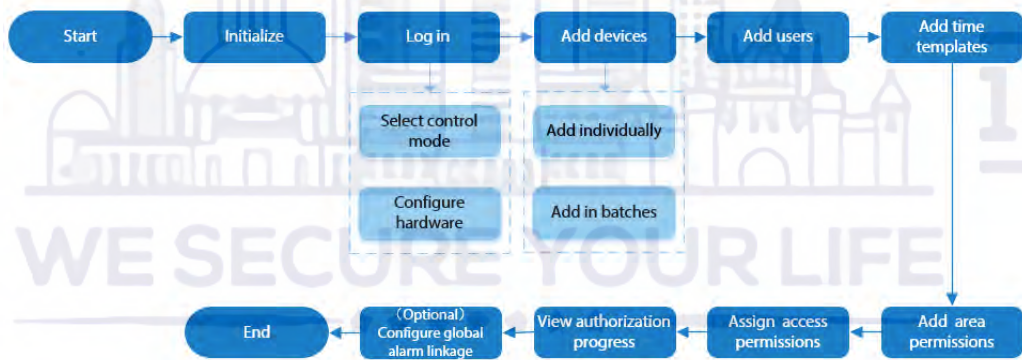 Start
Initialize
Log in
Add devices
Add users
Add time
templates
Select control
mode
Add individually
Configure
hardware
Add in batches
WE SECURE YOUR LIFE
End
(Optional)
Configure global
alarm linkage
View authorization
progress
Assign access
permissions
Add area
permissions